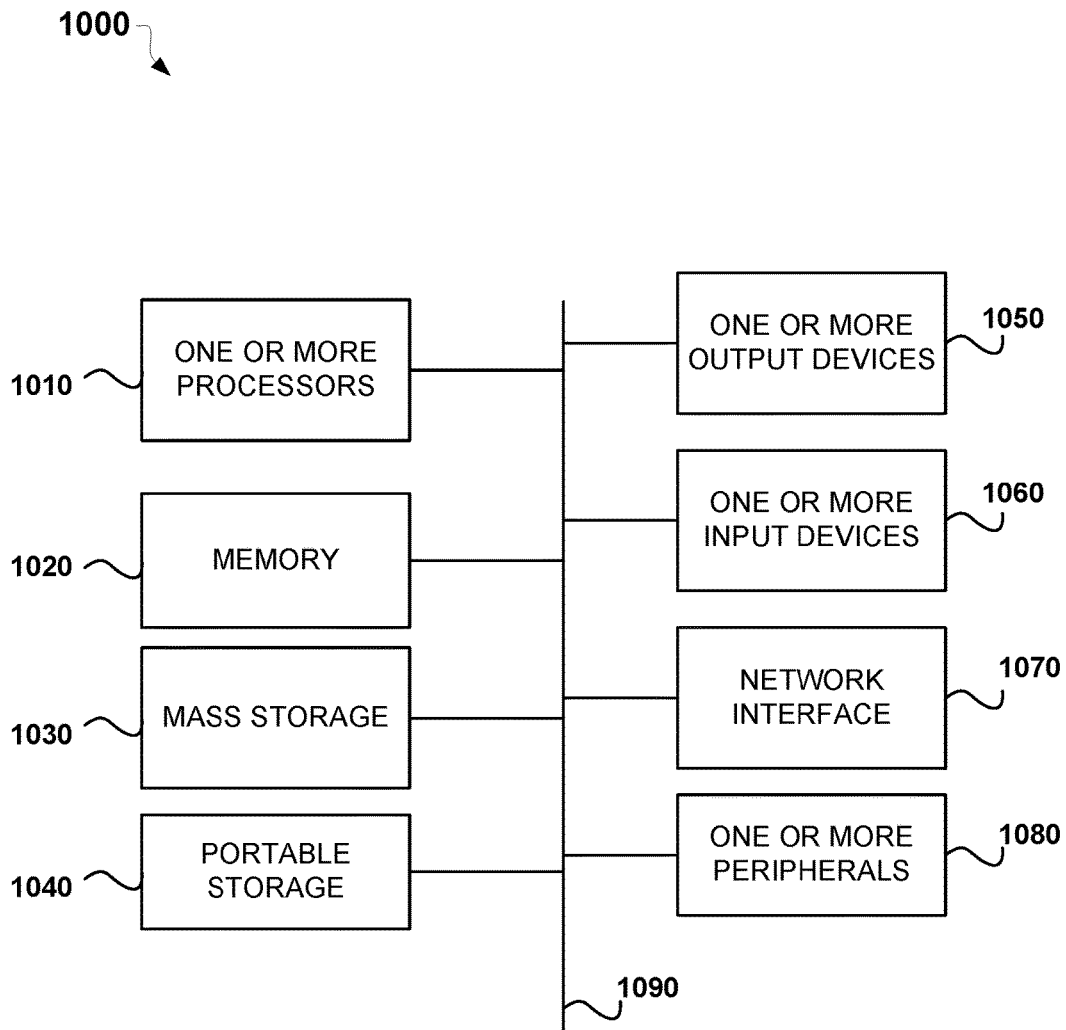 1000
1010
ONE OR MORE
PROCESSORS
1020
MEMORY
1030
MASS STORAGE
1040
PORTABLE
STORAGE
ONE OR MORE
OUTPUT DEVICES
1050
ONE OR MORE
INPUT DEVICES
1060
NETWORK
INTERFACE
1070
ONE OR MORE
PERIPHERALS
1080
1090